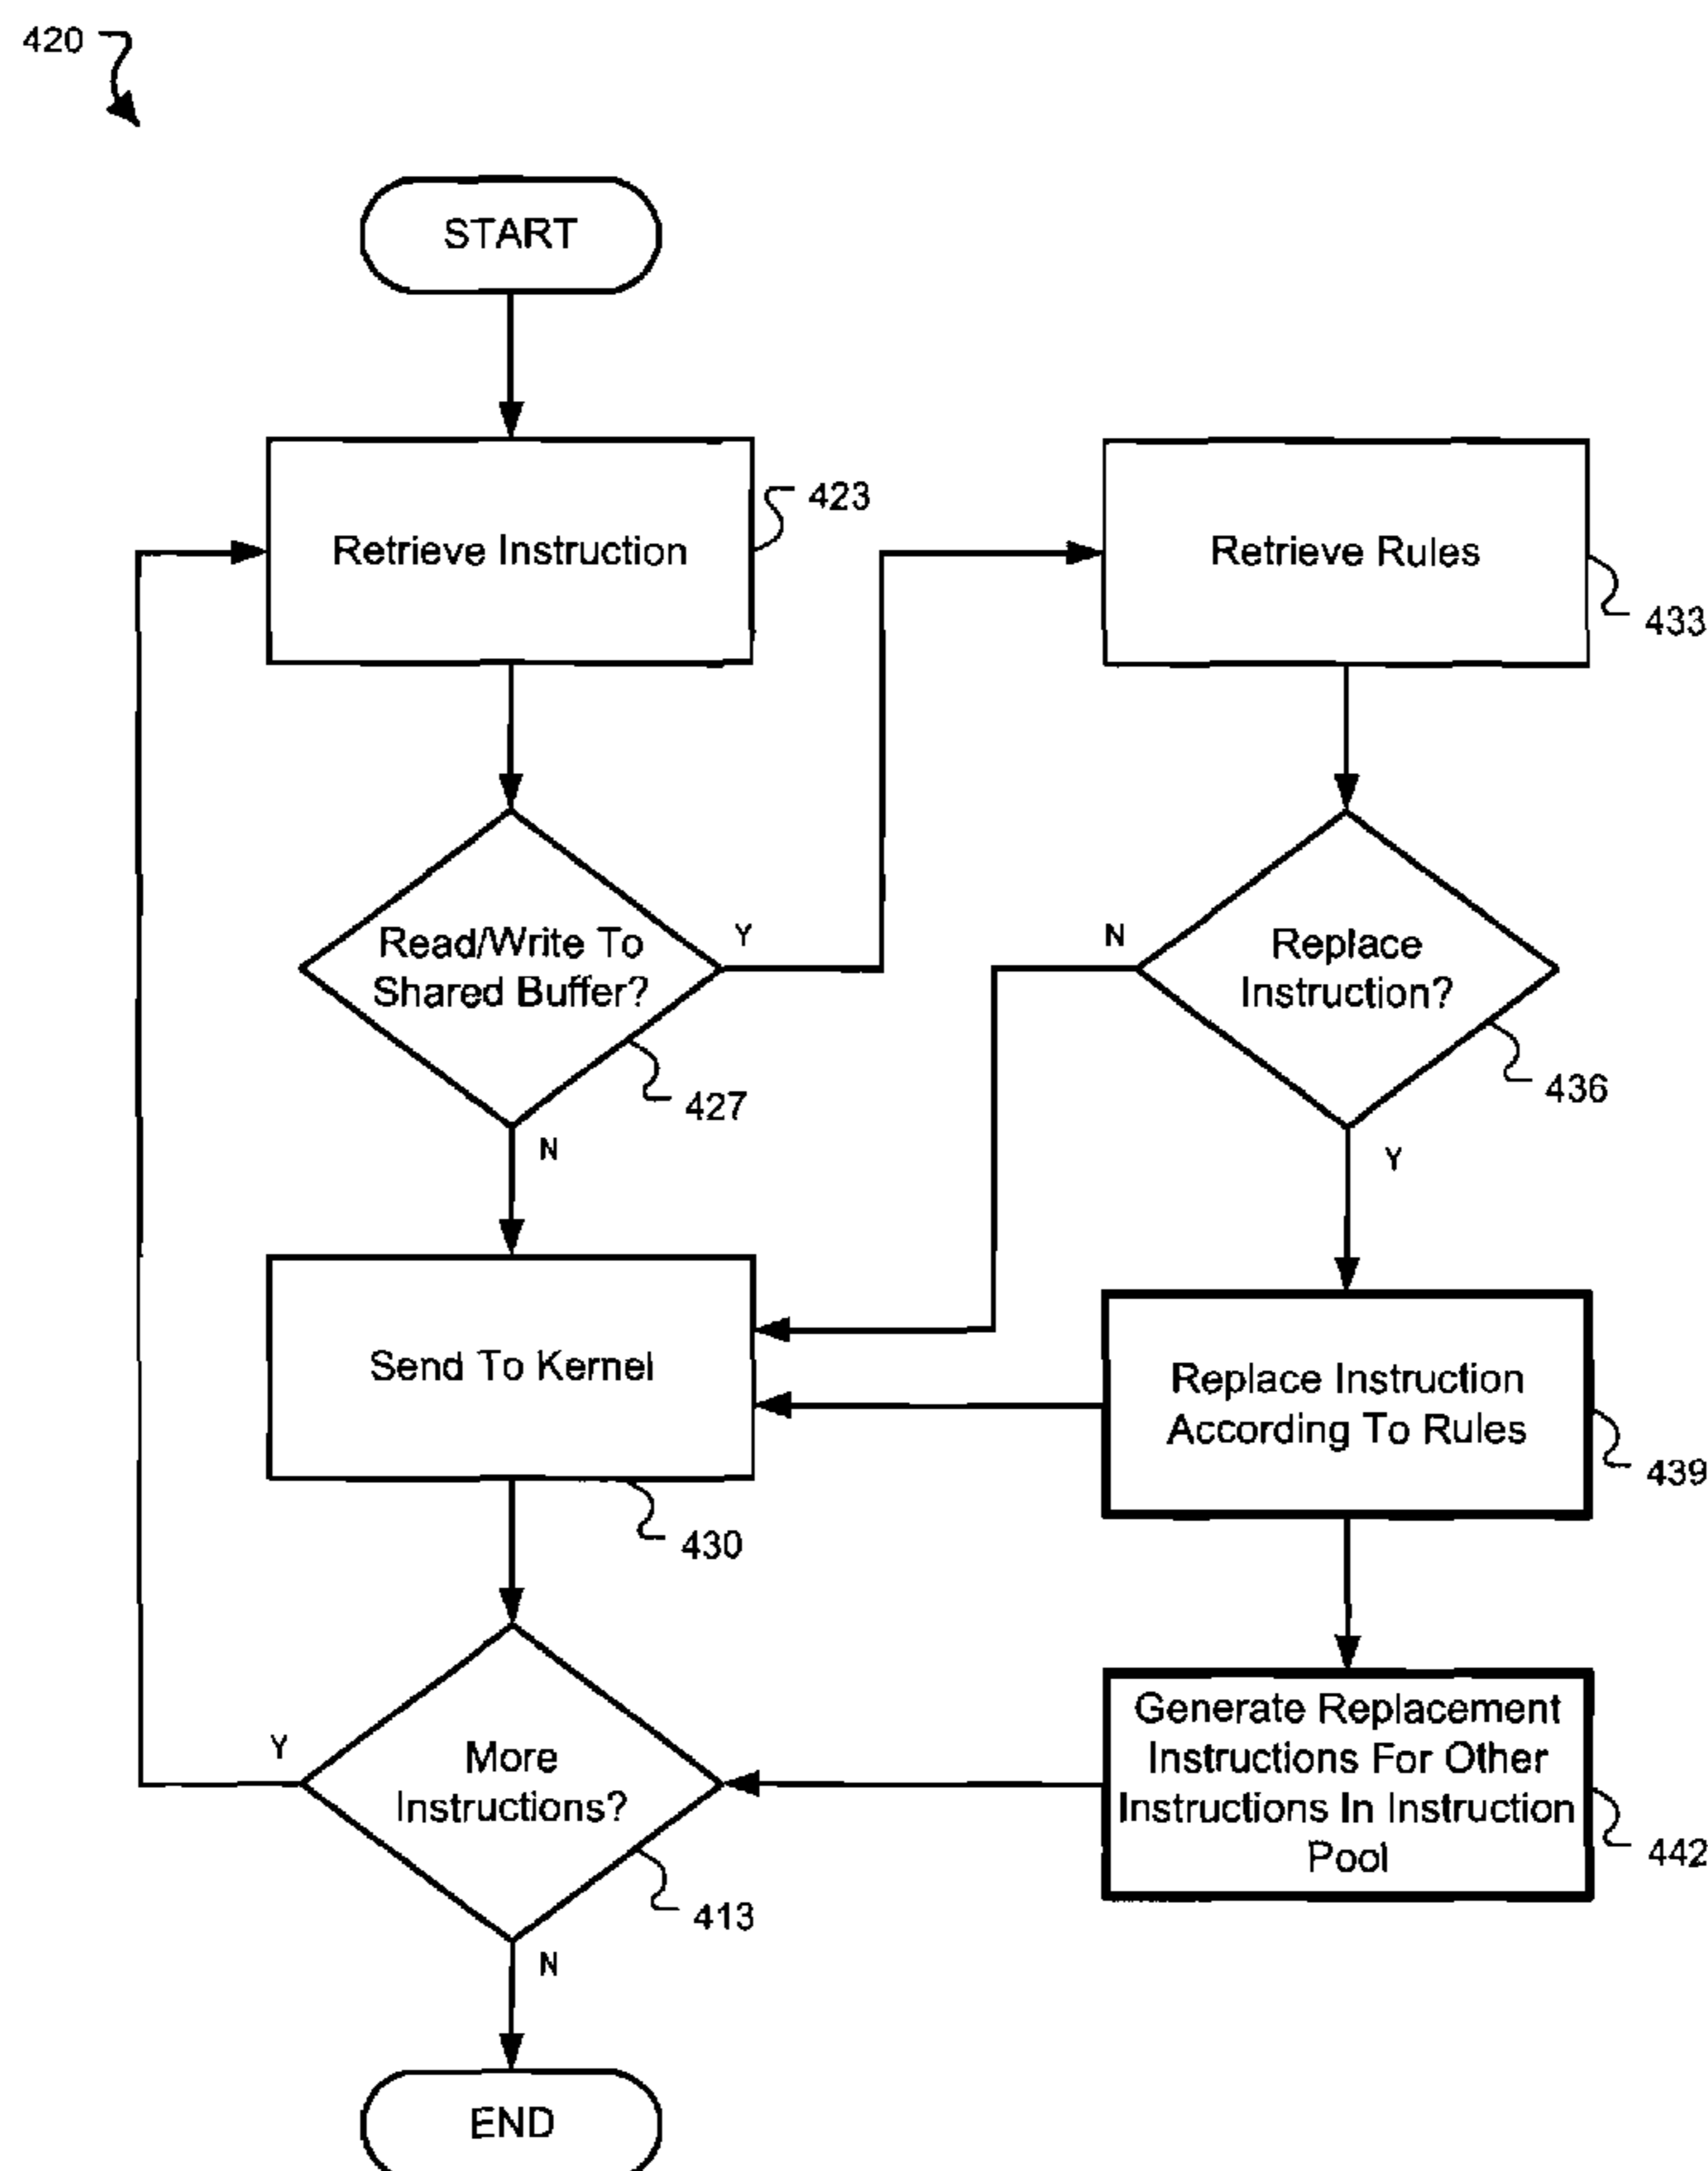 420
START
Retrieve Instruction
423
Retrieve Rules
433
Read/Write To
Shared Buffer?
Y
427
N
N
Replace
Instruction?
436
Y
Send To Kernel
430
Replace Instruction
According To Rules
439
Y
More
Instructions?
413
N
Generate Replacement
Instructions For Other
Instructions In Instruction
Pool
442
END